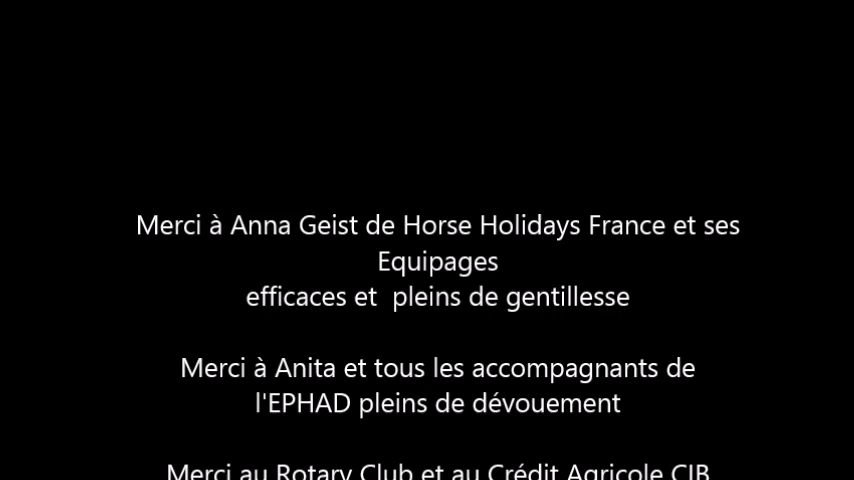 Merci à Anna Geist de Horse Holidays France et ses
Equipages
efficaces et  pleins de gentillesse
Merci à Anita et tous les accompagnants de
l'EPHAD pleins de dévouement
Merci au Rotary Club et au Crédit Agricole CIB